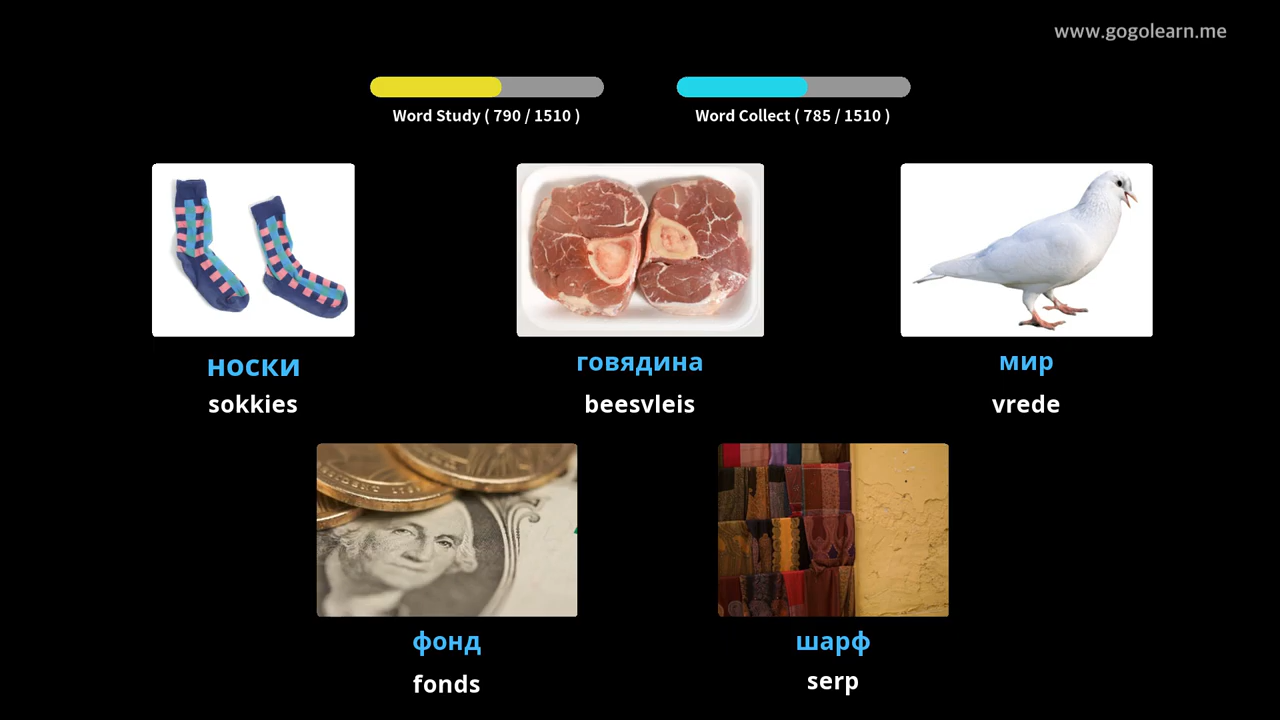 www.gogolearn.me
Word Study ( 790 / 1510 )
Word Collect ( 785 / 1510 )
носки
говядина
мир
sokkies
beesvleis
vrede
фонд
шарф
fonds
serp